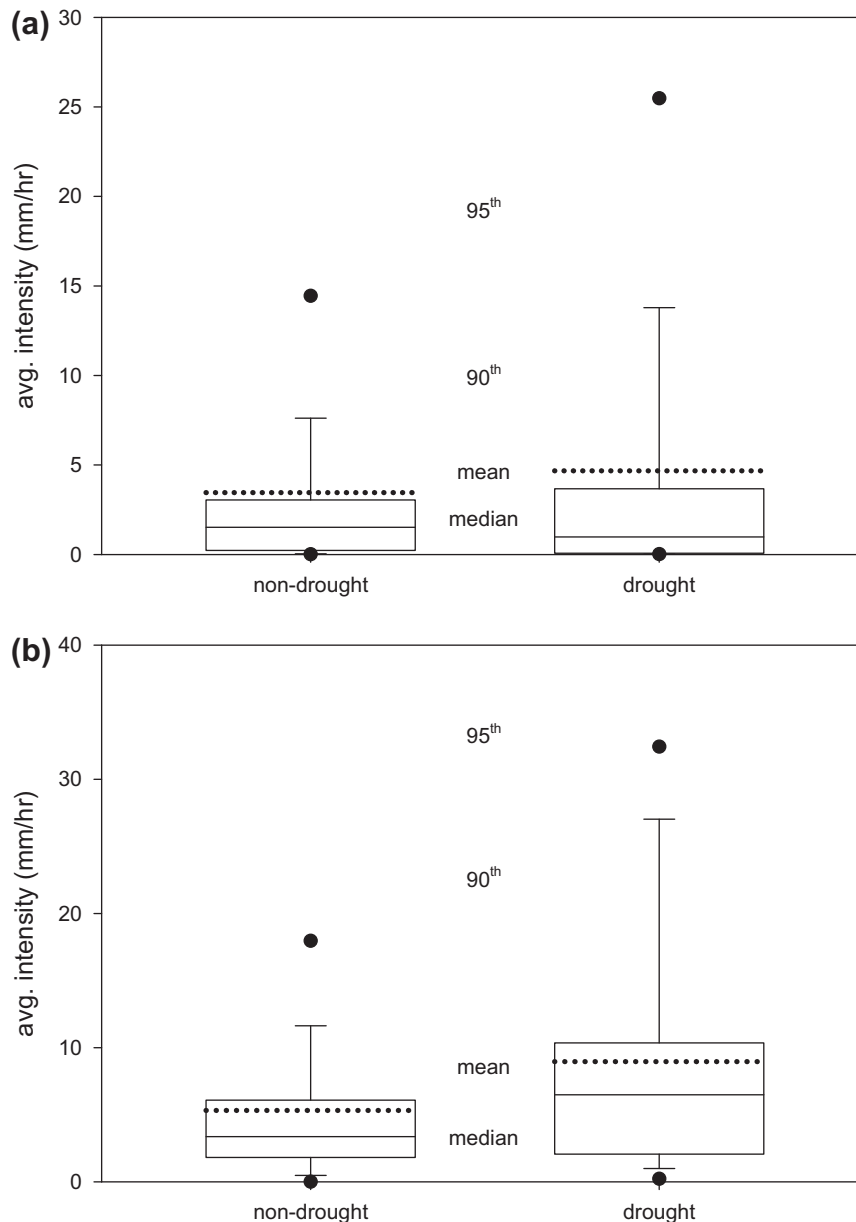 (a)
30
25
20
15
10
5
0
avg. intensity (mm/hr)
95th
90th
mean
median
non-drought drought
(b)
40
30
20
10
0
avg. intensity (mm/hr)
95th
90th
mean
median
non-drought drought